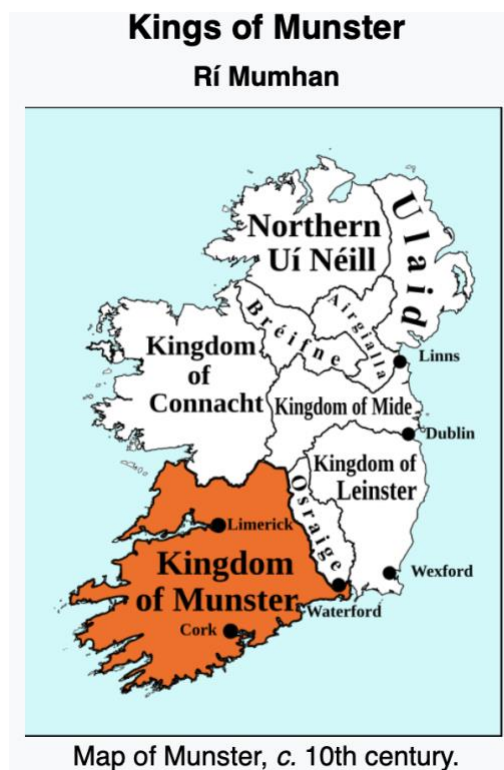 Kings of Munster
Rí Mumhan
Northern
Uí Néill
Ulaid
Airgialla
Bréifne
Linns
Kingdom
of
Connacht
Kingdom of Mide
Dublin
Kingdom of
Leinster
Osraige
Limerick
Kingdom
of Munster
Wexford
Waterford
Cork
Map of Munster, c. 10th century.